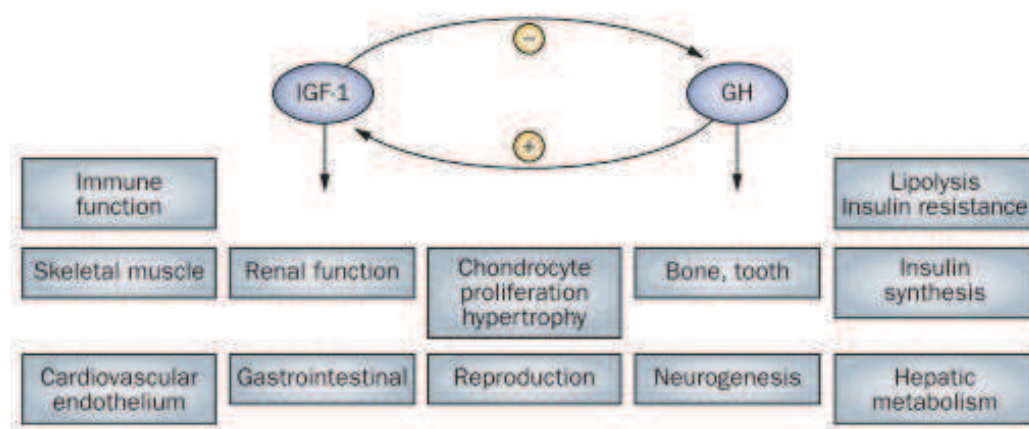 −
IGF-1
GH
+
Immune
function
Lipolysis
Insulin resistance
Skeletal muscle
Renal function
Chondrocyte
proliferation
hypertrophy
Bone, tooth
Insulin
synthesis
Cardiovascular
endothelium
Gastrointestinal
Reproduction
Neurogenesis
Hepatic
metabolism